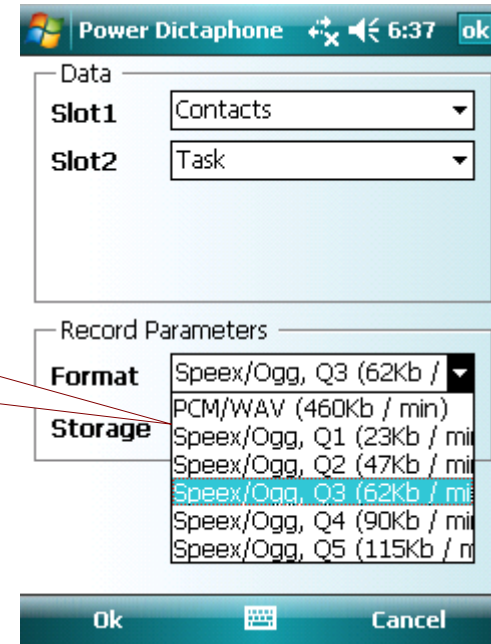 Power Dictaphone 6:37 ok
Data
Slot1 Contacts
Slot2 Task
Record Parameters
Format Speex/Ogg, Q3 (62Kb /
PCM/WAV (460Kb / min)
Storage Speex/Ogg, Q1 (23Kb / mi
Speex/Ogg, Q2 (47Kb / mi
Speex/Ogg, Q3 (62Kb / mi
Speex/Ogg, Q4 (90Kb / mi
Speex/Ogg, Q5 (115Kb / m
Ok Cancel